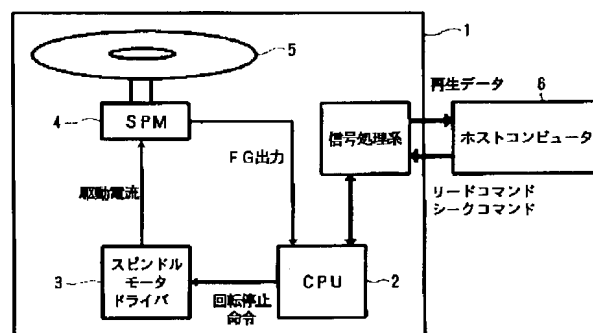 5
1
再生データ
6
4
SPM
FG出力
信号処理系
ホストコンピュータ
駆動電流
リードコマンド
シークコマンド
3
スピンドル
モータ
ドライバ
回転停止
命令
CPU
2